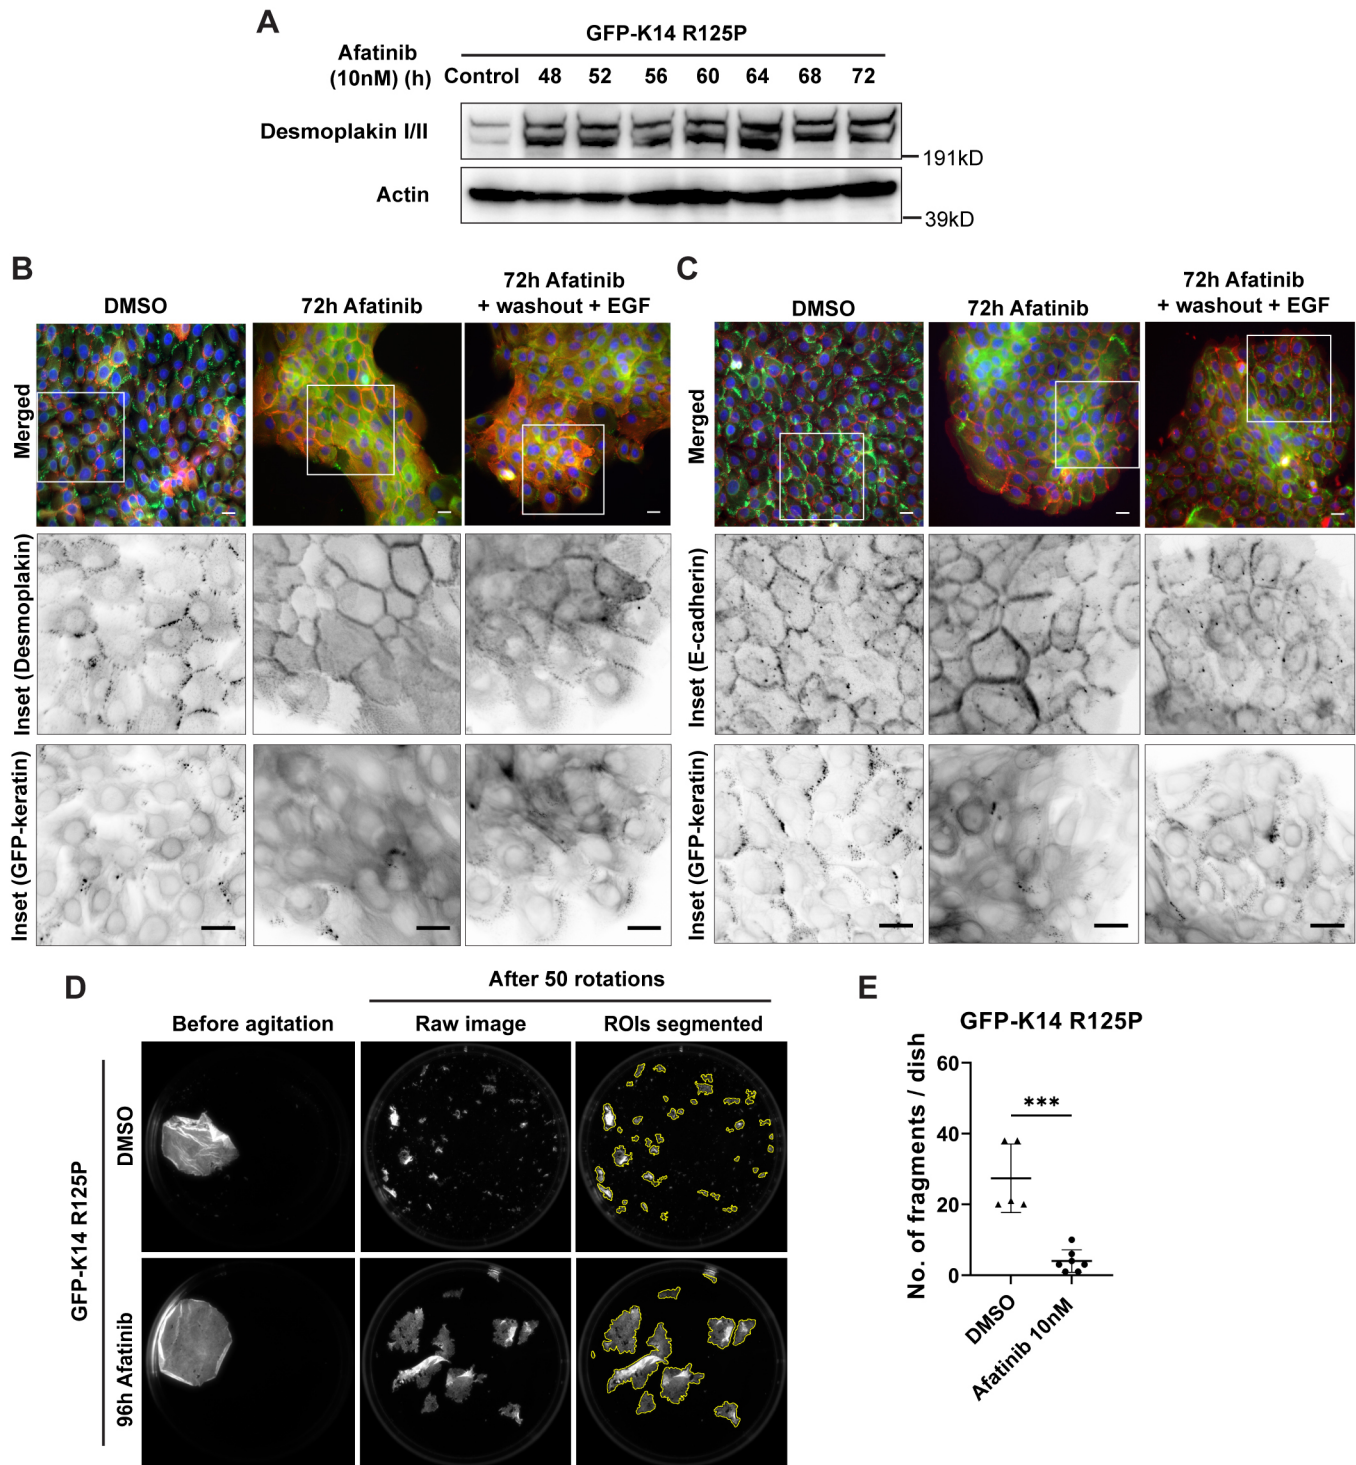 A
GFP-K14 R125P
Afatinib
(10nM) (h)
Control 48 52 56 60 64 68 72
Desmoplakin I/II
191kD
Actin
39kD
B
DMSO
72h Afatinib
72h Afatinib
+ washout + EGF
C
DMSO
72h Afatinib
72h Afatinib
+ washout + EGF
Merged
Inset (Desmoplakin)
Inset (GFP-keratin)
Merged
Inset (E-cadherin)
Inset (GFP-keratin)
D
After 50 rotations
Before agitation
Raw image
ROIs segmented
GFP-K14 R125P
DMSO
96h Afatinib
E
GFP-K14 R125P
No. of fragments / dish
60
40
20
0
***
DMSO
Afatinib 10nM